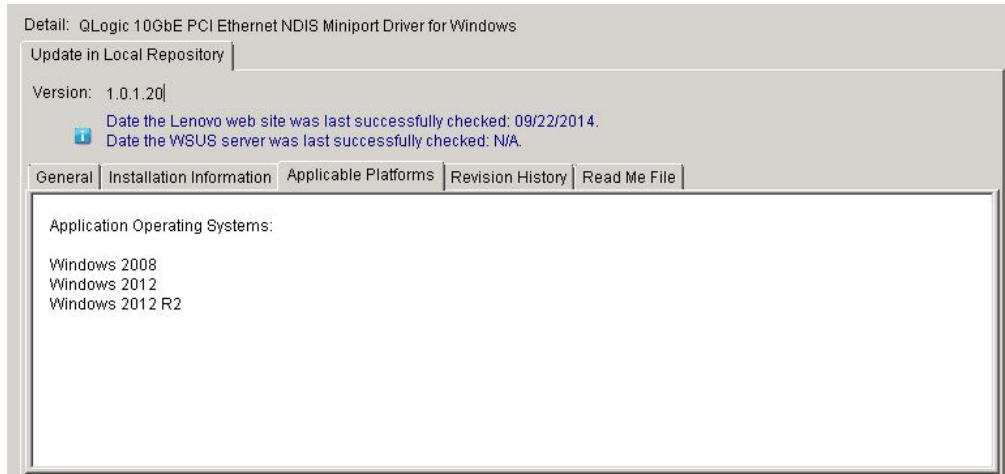 Detail: QLogic 10GbE PCI Ethernet NDIS Miniport Driver for Windows
Update in Local Repository
Version: 1.0.1.20
Date the Lenovo web site was last successfully checked: 09/22/2014.
Date the WSUS server was last successfully checked: N/A.
General Installation Information Applicable Platforms Revision History Read Me File
Application Operating Systems:
Windows 2008
Windows 2012
Windows 2012 R2